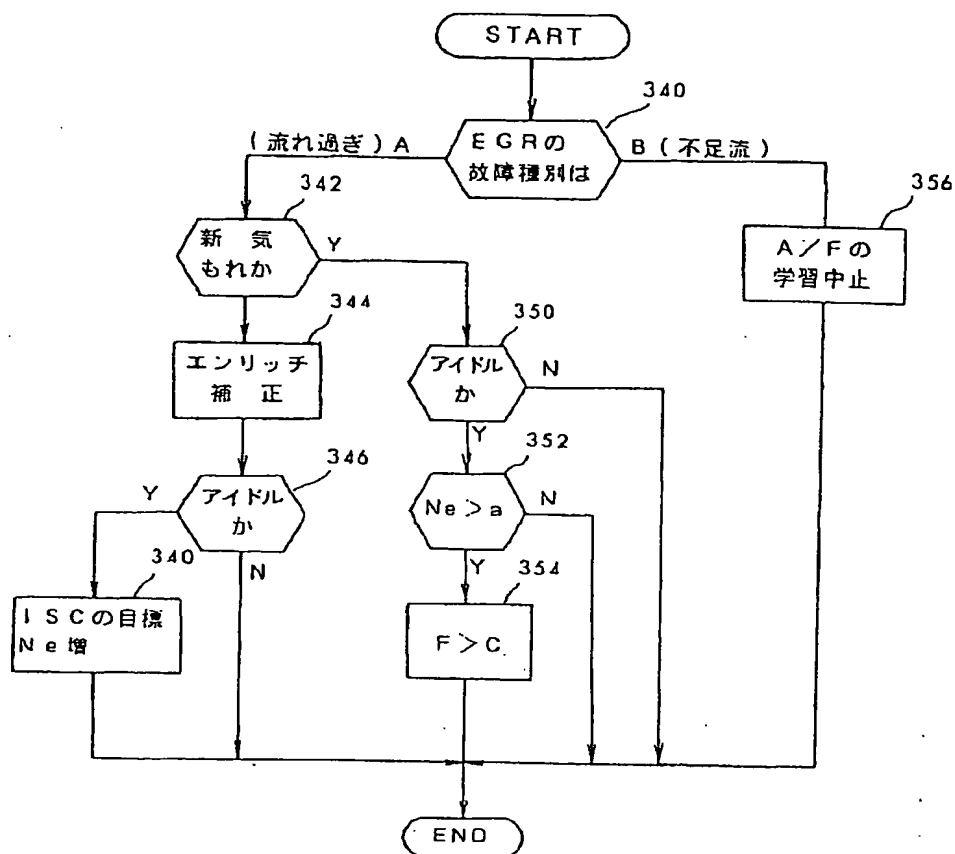 START
340
EGRの
故障種別は
(流れ過ぎ) A
B (不足流)
342
新 気
もれか
Y
356
A/Fの
学習中止
344
エンリッチ
補 正
350
アイドル
か
N
Y
346
アイドル
か
Y
N
352
Ne>a
N
Y
340
ISCの目標
Ne増
354
F>C
END